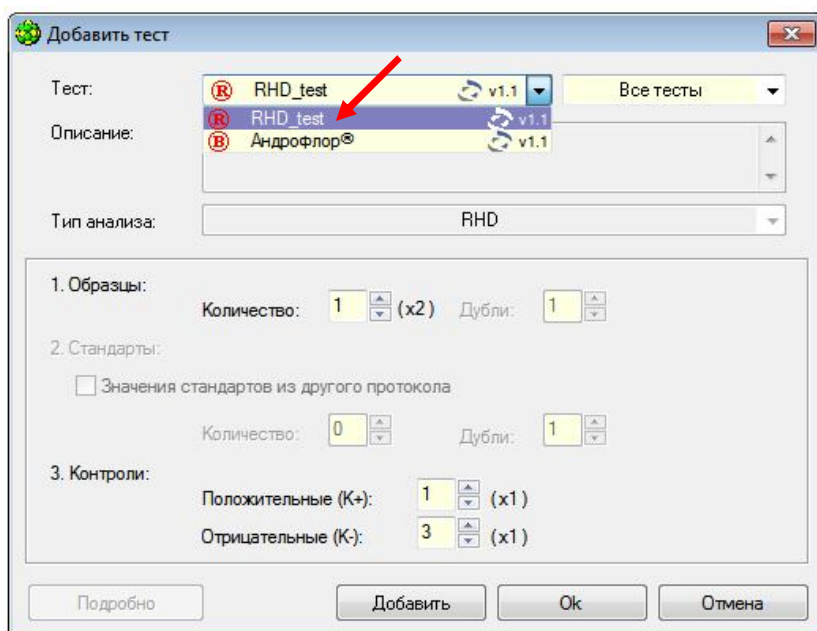 Добавить тест
Тест: ® RHD_test v1.1 Все тесты
® RHD_test v1.1
Описание: B Андрофлор® v1.1
Тип анализа: RHD
1. Образцы:
Количество: 1 (x2) Дубли: 1
2. Стандарты:
Значения стандартов из другого протокола
Количество: 0 Дубли: 1
3. Контроли:
Положительные (K+): 1 (x1)
Отрицательные (K-): 3 (x1)
Подробно Добавить Ok Отмена